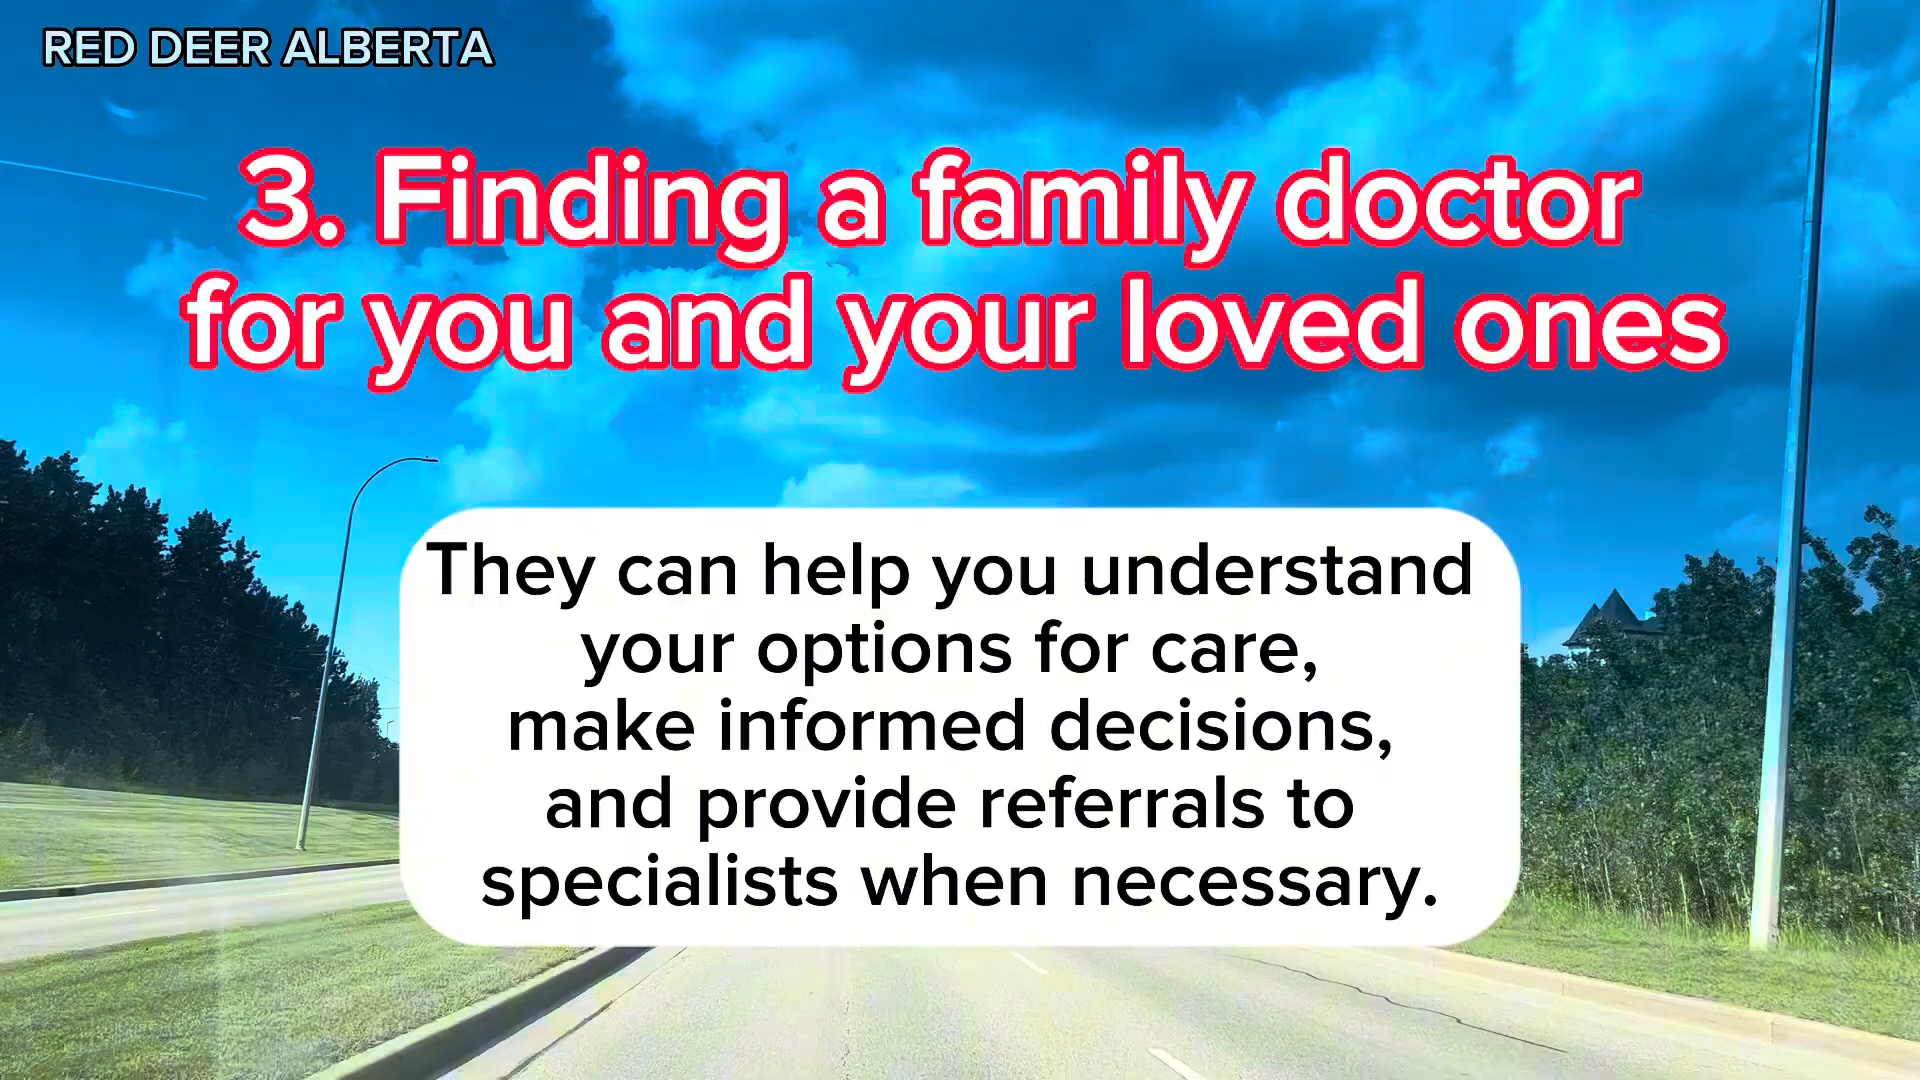 RED DEER ALBERTA
3. Finding a family doctor
for you and your loved ones
They can help you understand
your options for care,
make informed decisions,
and provide referrals to
specialists when necessary.